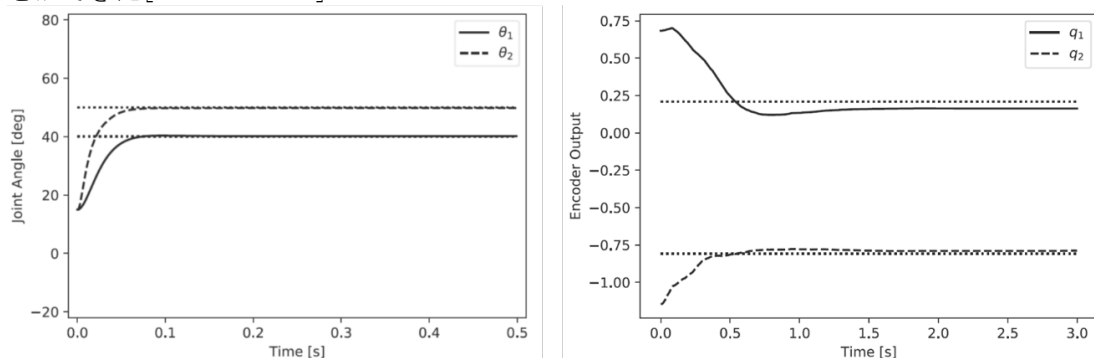 80
60
40
20
0
−20
Joint Angle [deg]
0.0 0.1 0.2 0.3 0.4 0.5
Time [s]
θ₁
θ₂
0.75
0.50
0.25
0.00
−0.25
−0.50
−0.75
−1.00
Encoder Output
0.0 0.5 1.0 1.5 2.0 2.5 3.0
Time [s]
q₁
q₂